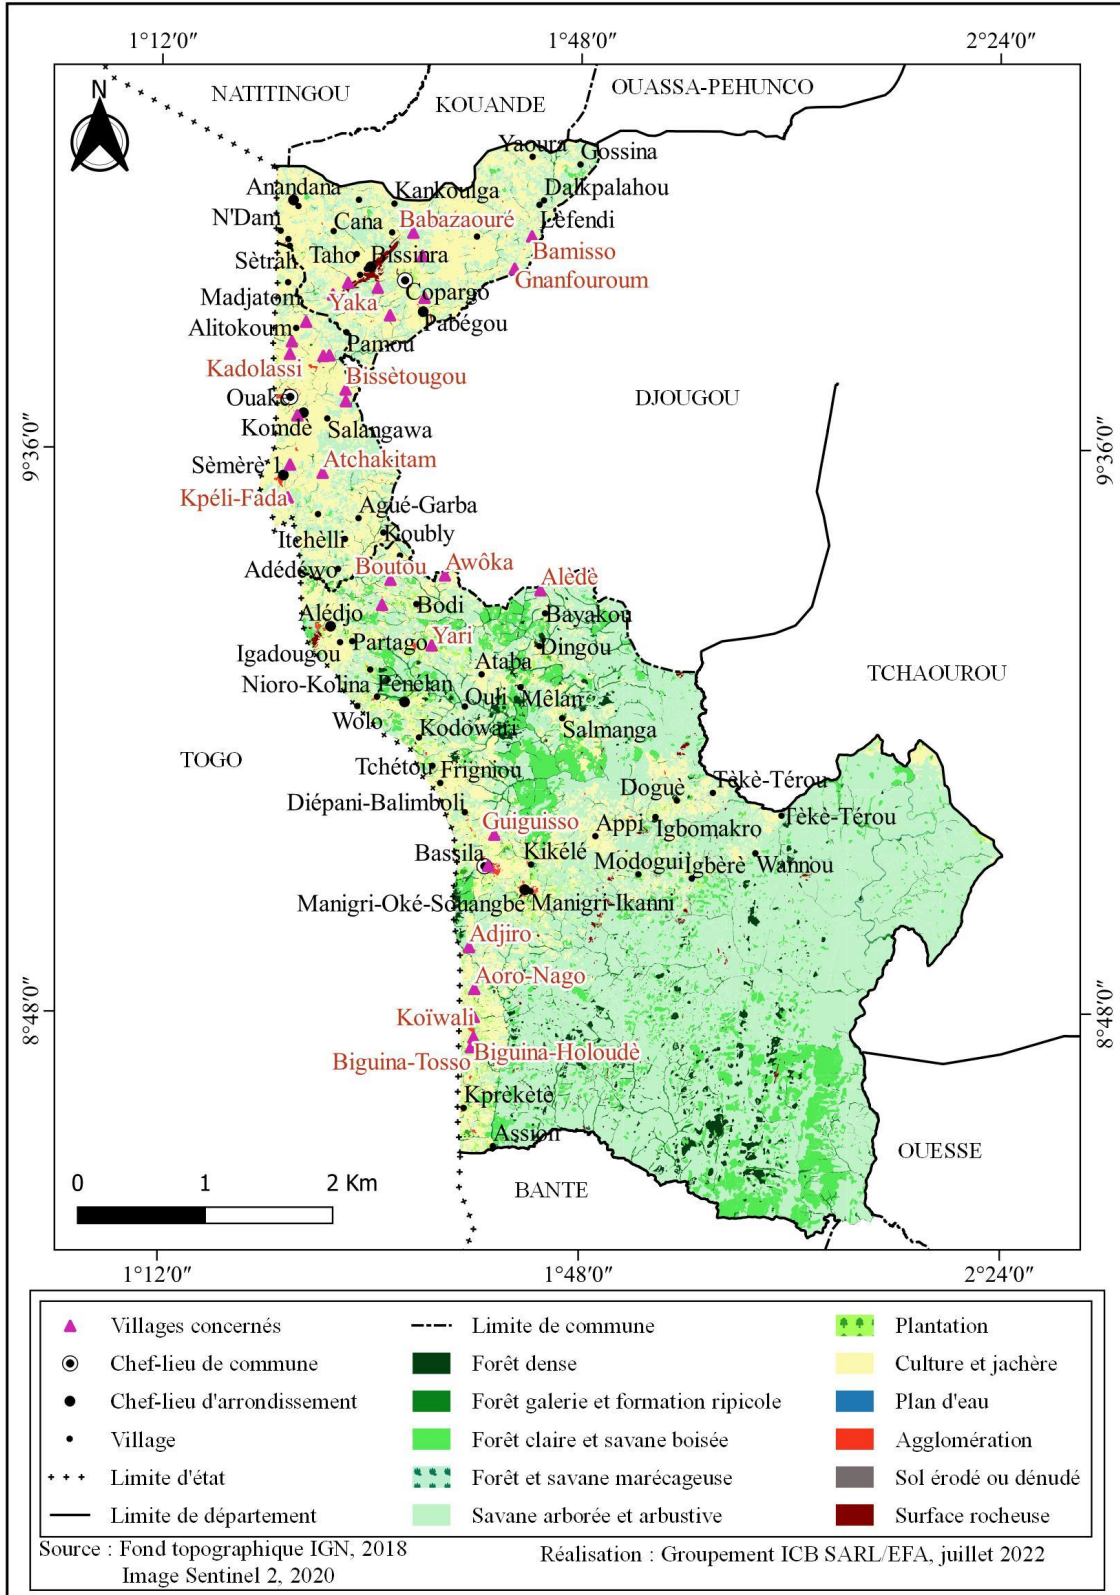 1°12′0″ 1°48′0″ 2°24′0″
N
NATITINGOU
KOUANDE
OUASSA-PEHUNCO
Yaoura
Gossina
Anandana
Kankoulga
Dalkpalahou
N'Dam
Cana
Babazaouré
Lèfendi
Taho
Bissinra
Bamisso
Sètrah
Gnanfouroum
Madjatom
Yaka
Copargo
Alitokoum
Pabégou
Pamou
Kadolassi
Bissètougou
DJOUGOU
Ouaké
Komdè
Salangawa
9°36′0″
9°36′0″
Sèmèrè 1
Atchakitam
Kpéli-Fada
Agué-Garba
Itchèlli
Koubly
Adédéwo
Boutou
Awôka
Alèdè
Alédjo
Bodi
Bayakou
Partago
Yari
Dingou
Igadougou
Ataba
TCHAOUROU
Nioro-Kolina
Pénélan
Ouli
Mêlan
Wolo
Kodowari
Salmanga
TOGO
Tchétou
Frigniou
Doguè
Tèkè-Térou
Diépani-Balimboli
Guiguisso
Appi
Igbomakro
Tèkè-Térou
Bassila
Kikélé
Modogui
Igbèrè
Wannou
Manigri-Oké-Souangbé
Manigri-Ikanni
Adjiro
Aoro-Nago
8°48′0″
8°48′0″
Koïwali
Biguina-Tosso
Biguina-Holoudè
Kprekete
Assion
OUESSE
BANTE
0 1 2 Km
1°12′0″ 1°48′0″ 2°24′0″
Villages concernés
Chef-lieu de commune
Chef-lieu d'arrondissement
Village
Limite d'état
Limite de département
Limite de commune
Forêt dense
Forêt galerie et formation ripicole
Forêt claire et savane boisée
Forêt et savane marécageuse
Savane arborée et arbustive
Plantation
Culture et jachère
Plan d'eau
Agglomération
Sol érodé ou dénudé
Surface rocheuse
Source : Fond topographique IGN, 2018
Image Sentinel 2, 2020
Réalisation : Groupement ICB SARL/EFA, juillet 2022